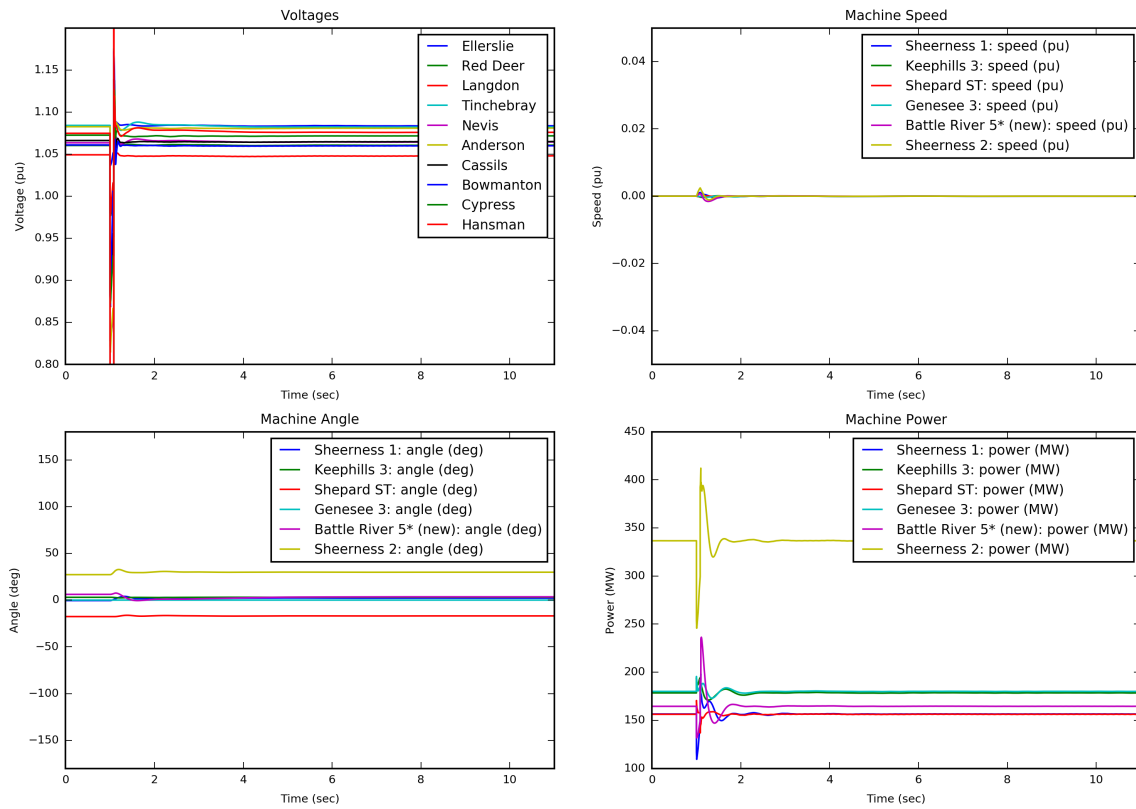 Voltages
1.15
1.10
1.05
1.00
0.95
0.90
0.85
0.80
Voltage (pu)
0 2 4 6 8 10
Time (sec)
Ellerslie
Red Deer
Langdon
Tinchebray
Nevis
Anderson
Cassils
Bowmanton
Cypress
Hansman
Machine Speed
0.04
0.02
0.00
−0.02
−0.04
Speed (pu)
0 2 4 6 8 10
Time (sec)
Sheerness 1: speed (pu)
Keephills 3: speed (pu)
Shepard ST: speed (pu)
Genesee 3: speed (pu)
Battle River 5* (new): speed (pu)
Sheerness 2: speed (pu)
Machine Angle
150
100
50
0
−50
−100
−150
Angle (deg)
0 2 4 6 8 10
Time (sec)
Sheerness 1: angle (deg)
Keephills 3: angle (deg)
Shepard ST: angle (deg)
Genesee 3: angle (deg)
Battle River 5* (new): angle (deg)
Sheerness 2: angle (deg)
Machine Power
450
400
350
300
250
200
150
100
Power (MW)
0 2 4 6 8 10
Time (sec)
Sheerness 1: power (MW)
Keephills 3: power (MW)
Shepard ST: power (MW)
Genesee 3: power (MW)
Battle River 5* (new): power (MW)
Sheerness 2: power (MW)